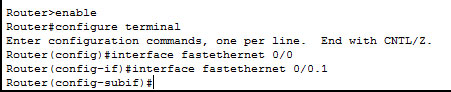 Router>enable
Router#configure terminal
Enter configuration commands, one per line.  End with CNTL/Z.
Router(config)#interface fastethernet 0/0
Router(config-if)#interface fastethernet 0/0.1
Router(config-subif)#